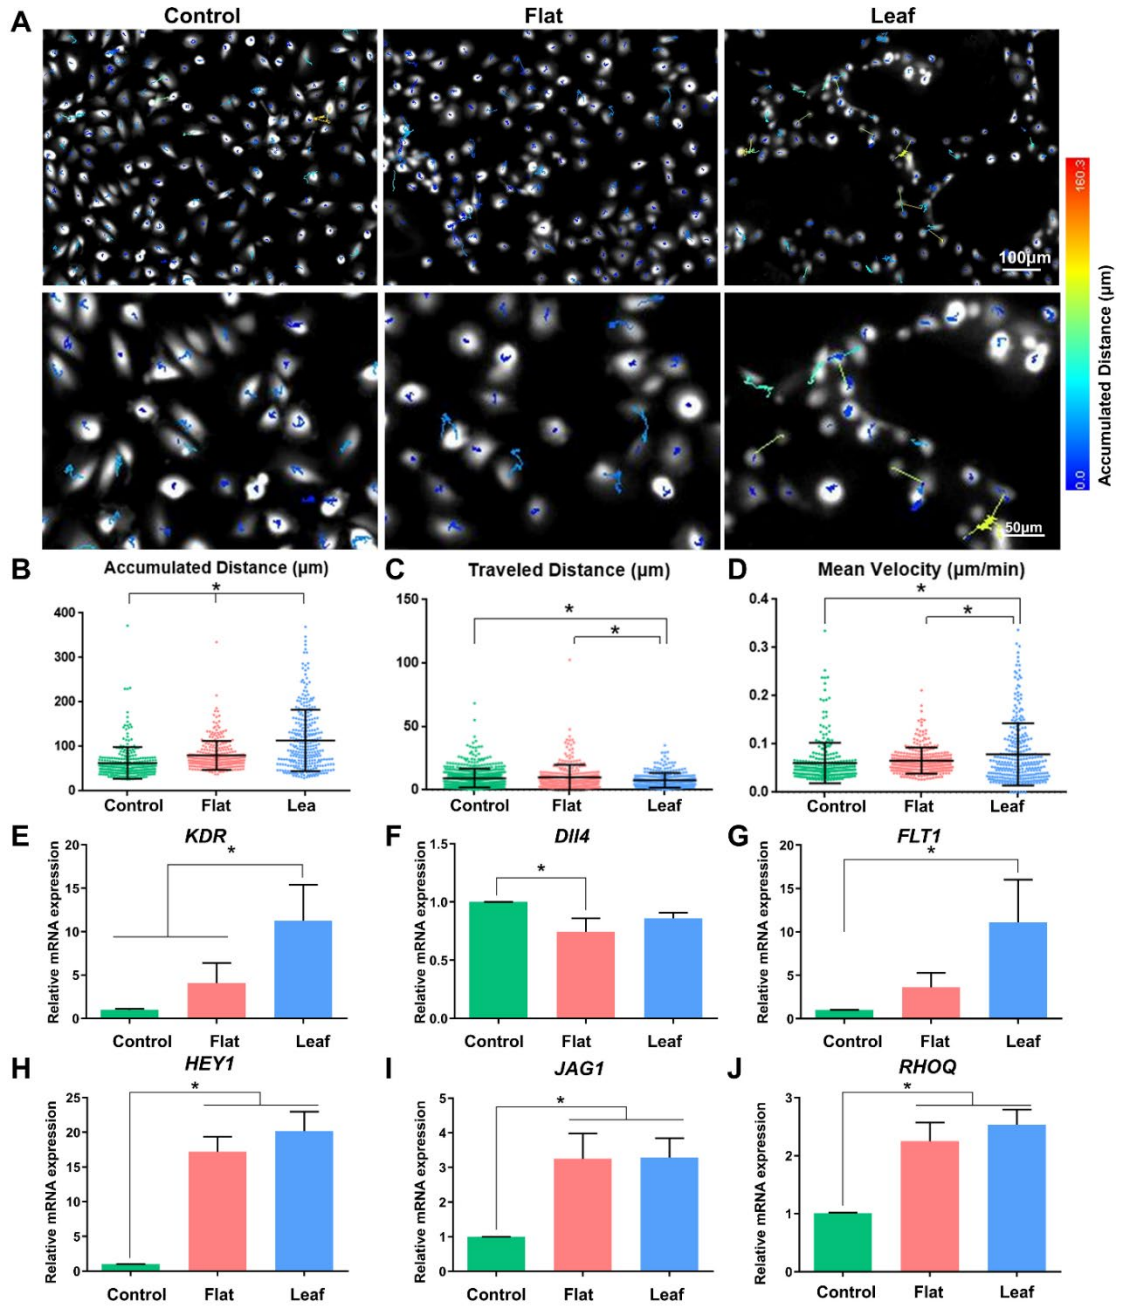 A
Control
Flat
Leaf
100µm
50µm
160.3
0.0
Accumulated Distance (µm)
B
Accumulated Distance (µm)
*
400
300
200
100
0
Control
Flat
Lea
C
Traveled Distance (µm)
*
*
150
100
50
0
Control
Flat
Leaf
D
Mean Velocity (µm/min)
*
*
0.4
0.3
0.2
0.1
0.0
Control
Flat
Leaf
E
KDR
*
Relative mRNA expression
20
15
10
5
0
Control
Flat
Leaf
F
Dll4
*
Relative mRNA expression
1.5
1.0
0.5
0.0
Control
Flat
Leaf
G
FLT1
*
Relative mRNA expression
20
15
10
5
0
Control
Flat
Leaf
H
HEY1
*
Relative mRNA expression
25
20
15
10
5
0
Control
Flat
Leaf
I
JAG1
*
Relative mRNA expression
5
4
3
2
1
0
Control
Flat
Leaf
J
RHOQ
*
Relative mRNA expression
3
2
1
0
Control
Flat
Leaf